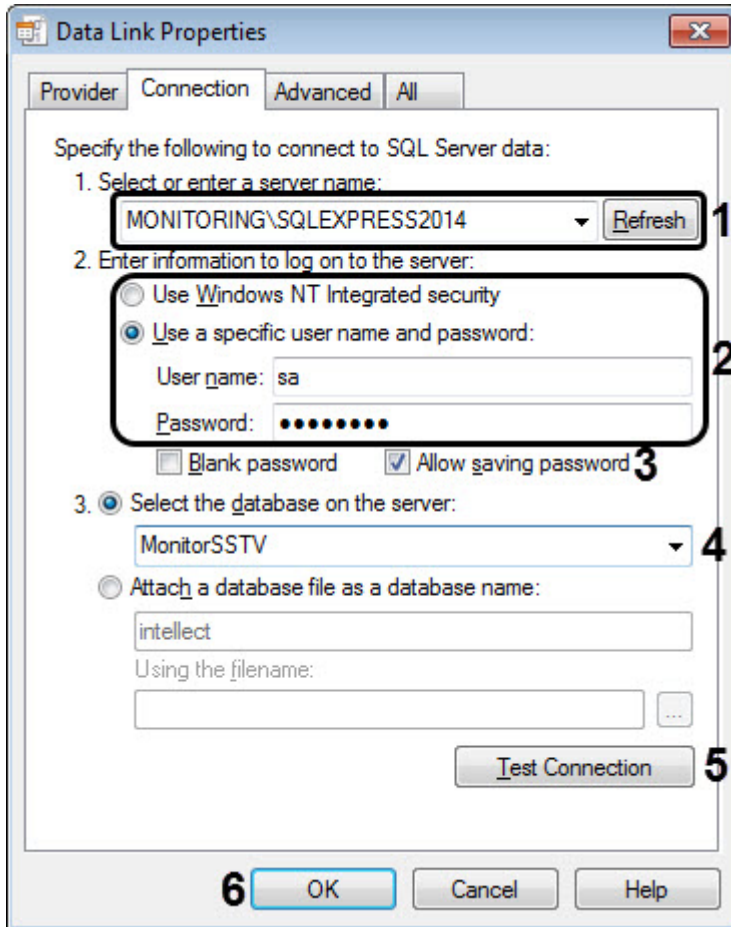 Data Link Properties
Provider Connection Advanced All
Specify the following to connect to SQL Server data:
1. Select or enter a server name:
MONITORING\SQLEXPRESS2014 Refresh 1
2. Enter information to log on to the server:
Use Windows NT Integrated security
Use a specific user name and password:
2
User name: sa
Password: ●●●●●●●●
Blank password Allow saving password 3
3. Select the database on the server:
MonitorSSTV 4
Attach a database file as a database name:
intellect
Using the filename:
...
Test Connection 5
6 OK Cancel Help